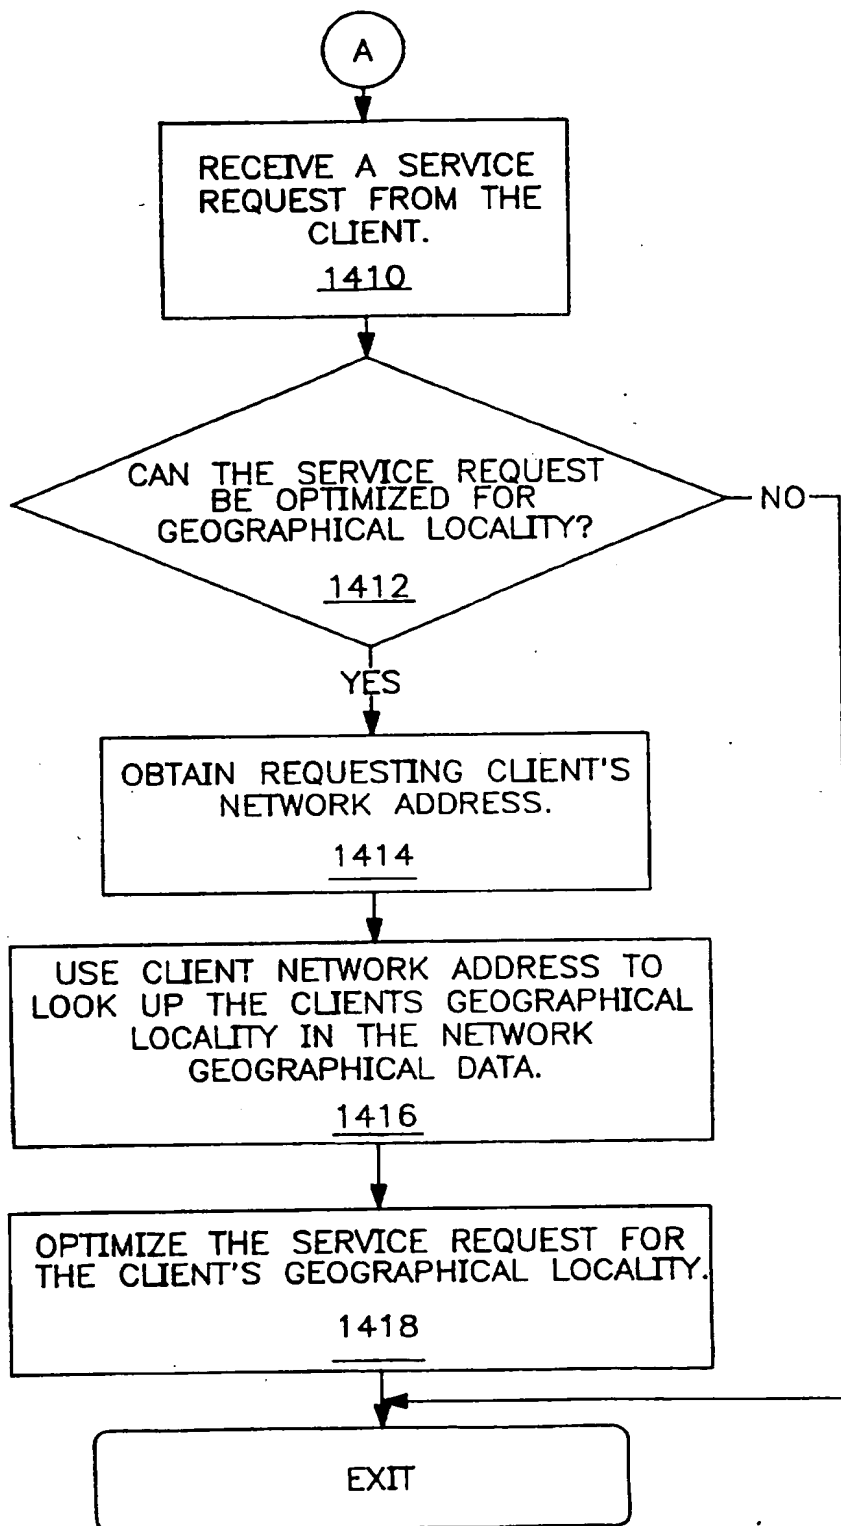 A
RECEIVE A SERVICE
REQUEST FROM THE
CLIENT.
1410
CAN THE SERVICE REQUEST
BE OPTIMIZED FOR
GEOGRAPHICAL LOCALITY?
1412
NO
YES
OBTAIN REQUESTING CLIENT'S
NETWORK ADDRESS.
1414
USE CLIENT NETWORK ADDRESS TO
LOOK UP THE CLIENTS GEOGRAPHICAL
LOCALITY IN THE NETWORK
GEOGRAPHICAL DATA.
1416
OPTIMIZE THE SERVICE REQUEST FOR
THE CLIENT'S GEOGRAPHICAL LOCALITY.
1418
EXIT